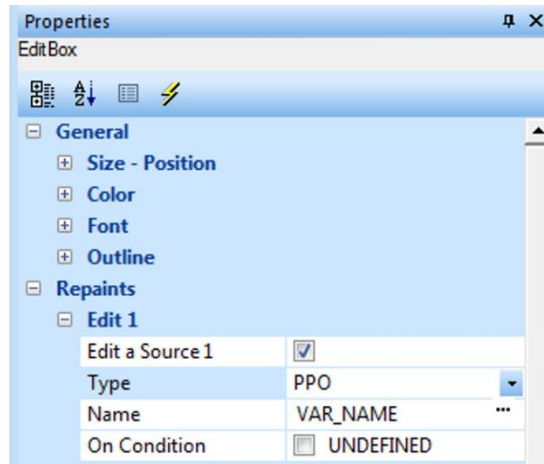 Properties
EditBox
General
Size - Position
Color
Font
Outline
Repaints
Edit 1
Edit a Source 1
Type PPO
Name VAR_NAME ...
On Condition UNDEFINED